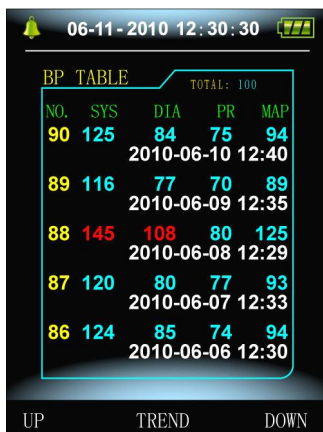 06-11-2010 12:30:30
BP TABLE TOTAL: 100
NO. SYS DIA PR MAP
90 125 84 75 94
2010-06-10 12:40
89 116 77 70 89
2010-06-09 12:35
88 145 108 80 125
2010-06-08 12:29
87 120 80 77 93
2010-06-07 12:33
86 124 85 74 94
2010-06-06 12:30
UP TREND DOWN